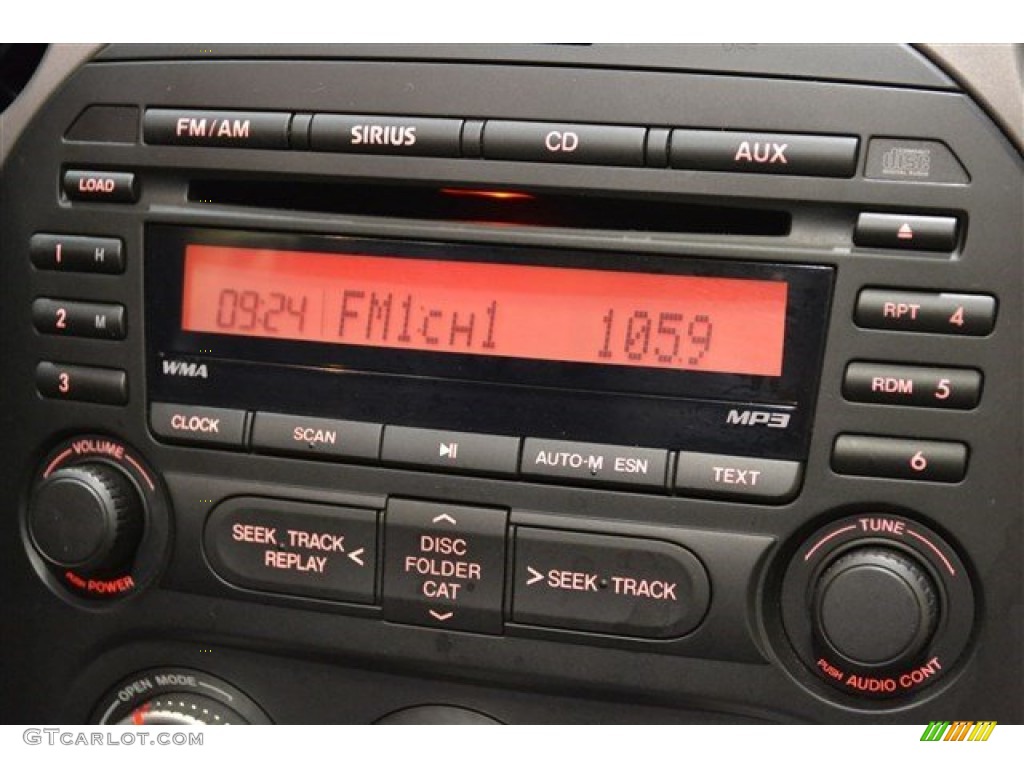 FM/AM
SIRIUS
CD
AUX
LOAD
1 H
2 M
3
09:24 FM1:CH1 105.9
WMA
MP3
RPT 4
RDM 5
6
CLOCK
SCAN
AUTO-M ESN
TEXT
VOLUME
PUSH POWER
SEEK . TRACK
REPLAY <
DISC
FOLDER
CAT
> SEEK · TRACK
TUNE
PUSH AUDIO CONT
OPEN MODE
GTCARLOT.COM